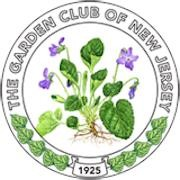 THE GARDEN CLUB OF NEW JERSEY
1925